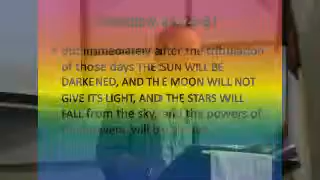 but immediately after the tribulation
of those days THE SUN WILL BE
DARKENED, AND THE MOON WILL NOT
GIVE ITS LIGHT, AND THE STARS WILL
FALL from the sky, and the powers of
will be